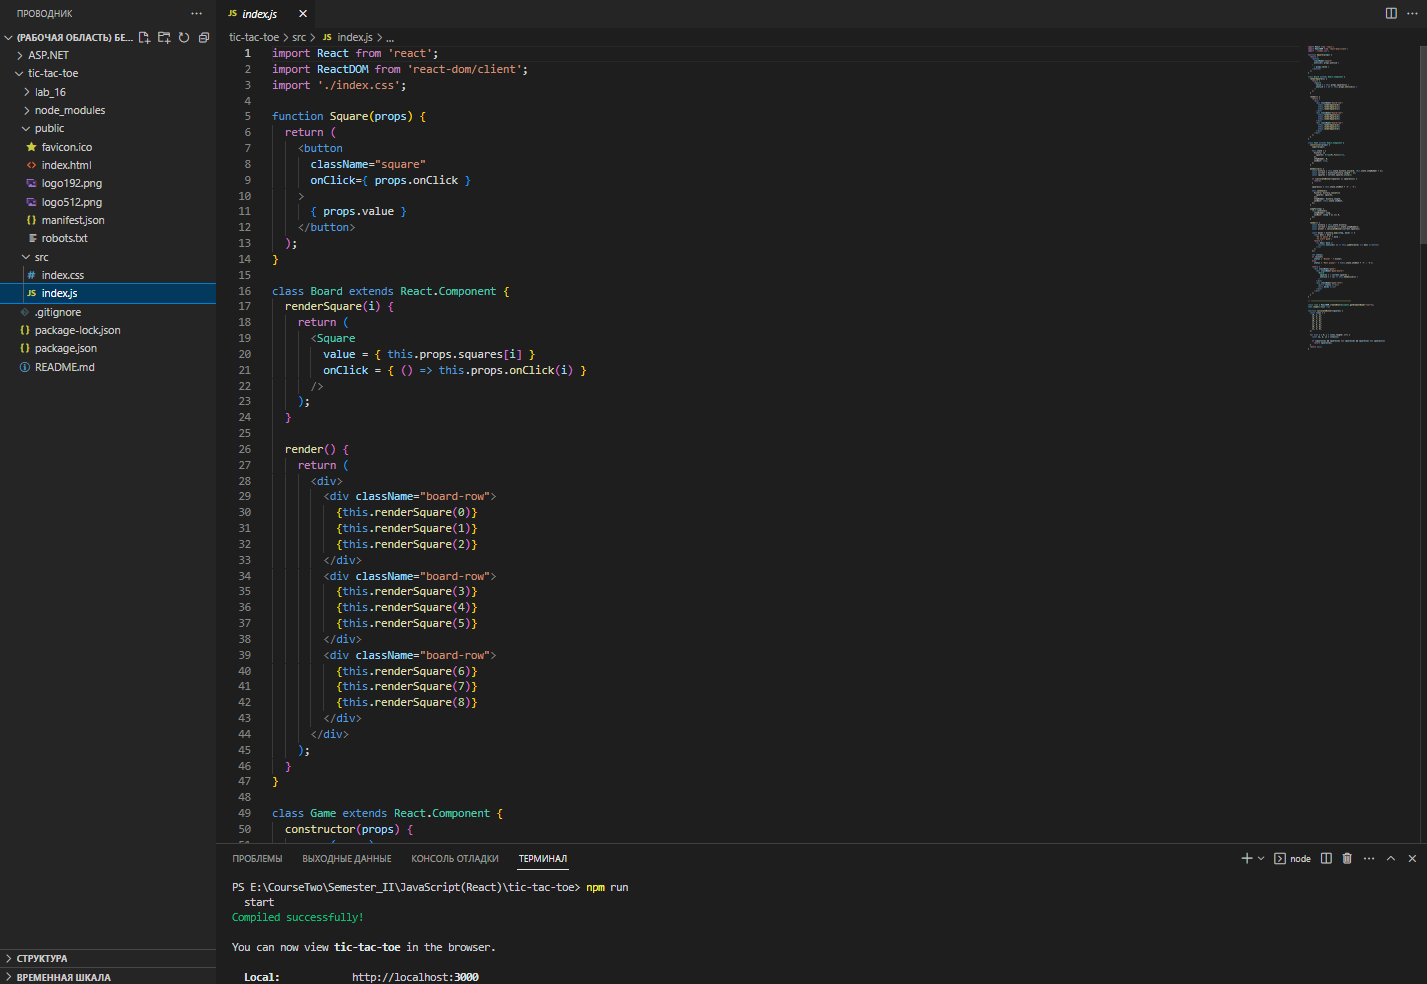 ПРОВОДНИК
(РАБОЧАЯ ОБЛАСТЬ) БЕ...
ASP.NET
tic-tac-toe
lab_16
node_modules
public
favicon.ico
index.html
logo192.png
logo512.png
manifest.json
robots.txt
src
index.css
index.js
.gitignore
package-lock.json
package.json
README.md
СТРУКТУРА
ВРЕМЕННАЯ ШКАЛА
JS index.js
tic-tac-toe > src > JS index.js > ...
1 import React from 'react';
2 import ReactDOM from 'react-dom/client';
3 import './index.css';
4
5 function Square(props) {
6 return (
7 <button
8 className="square"
9 onClick={ props.onClick }
10 >
11 { props.value }
12 </button>
13 );
14 }
15
16 class Board extends React.Component {
17 renderSquare(i) {
18 return (
19 <Square
20 value = { this.props.squares[i] }
21 onClick = { () => this.props.onClick(i) }
22 />
23 );
24 }
25
26 render() {
27 return (
28 <div>
29 <div className="board-row">
30 {this.renderSquare(0)}
31 {this.renderSquare(1)}
32 {this.renderSquare(2)}
33 </div>
34 <div className="board-row">
35 {this.renderSquare(3)}
36 {this.renderSquare(4)}
37 {this.renderSquare(5)}
38 </div>
39 <div className="board-row">
40 {this.renderSquare(6)}
41 {this.renderSquare(7)}
42 {this.renderSquare(8)}
43 </div>
44 </div>
45 );
46 }
47 }
48
49 class Game extends React.Component {
50 constructor(props) {
ПРОБЛЕМЫ ВЫХОДНЫЕ ДАННЫЕ КОНСОЛЬ ОТЛАДКИ ТЕРМИНАЛ node
PS E:\CourseTwo\Semester_II\JavaScript(React)\tic-tac-toe> npm run
start
Compiled successfully!
You can now view tic-tac-toe in the browser.
Local: http://localhost:3000